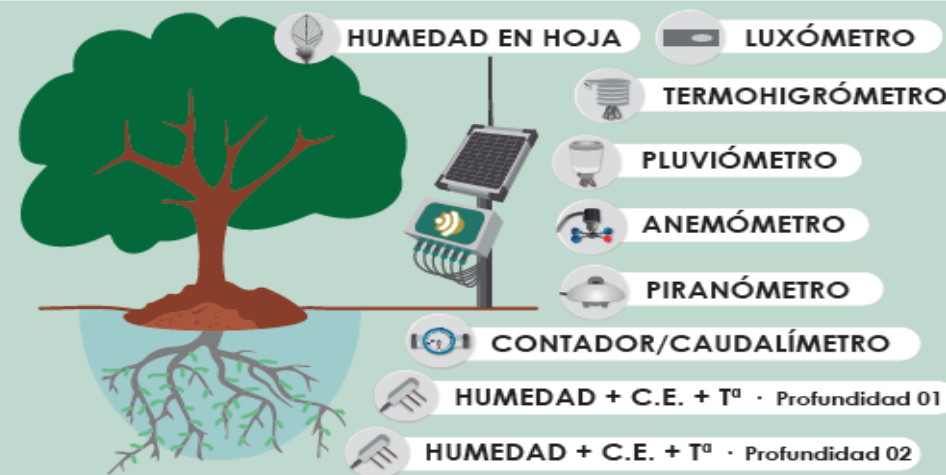 HUMEDAD EN HOJA
LUXÓMETRO
TERMOHIGRÓMETRO
PLUVIÓMETRO
ANEMÓMETRO
PIRANÓMETRO
CONTADOR/CAUDALÍMETRO
HUMEDAD + C.E. + Tª · Profundidad 01
HUMEDAD + C.E. + Tª · Profundidad 02